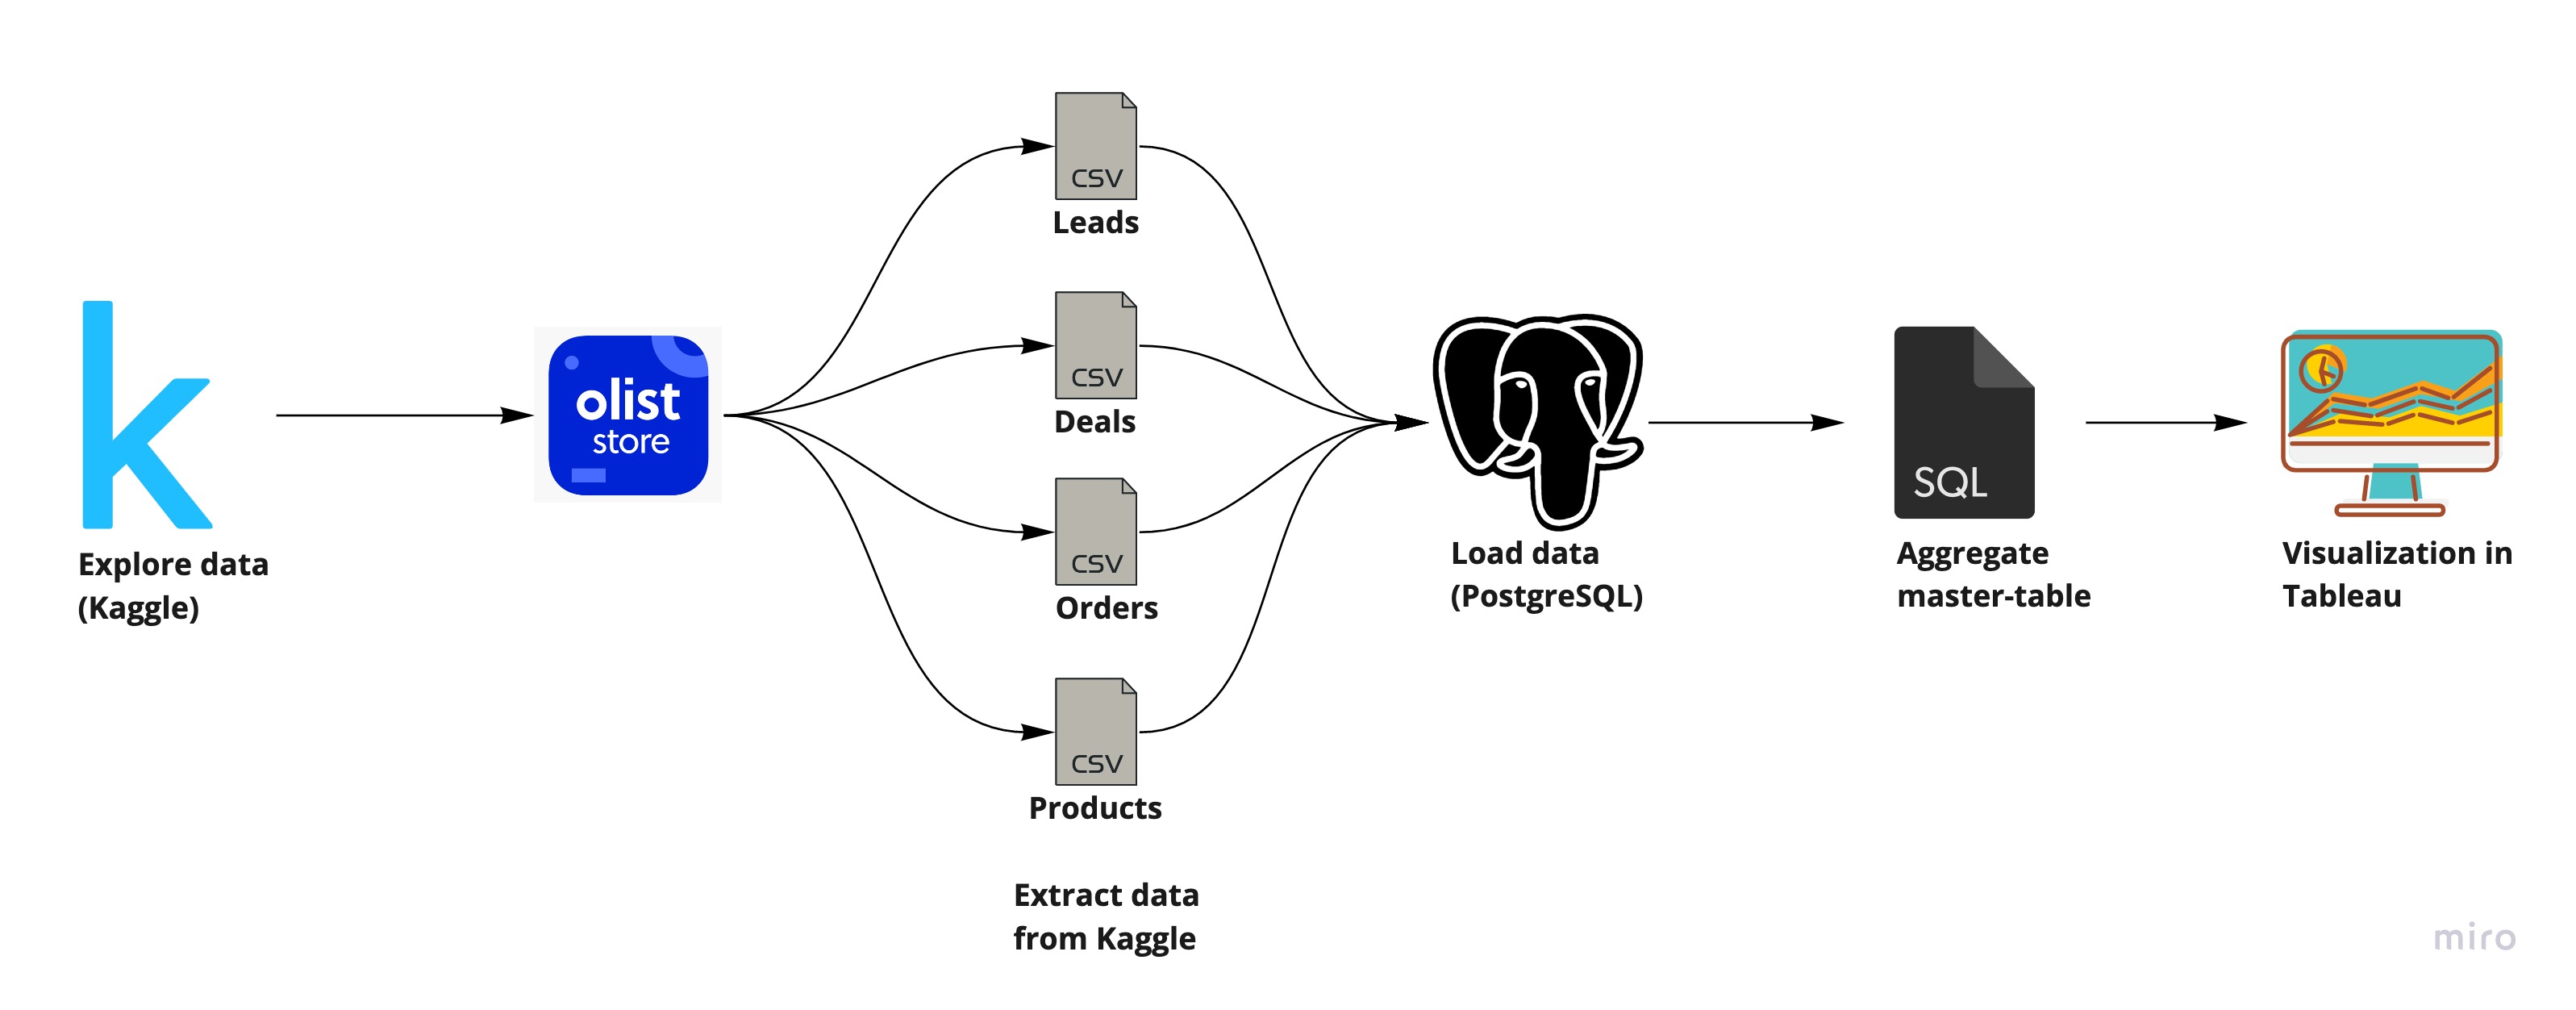 CSV
Leads
CSV
Deals
olist
store
SQL
CSV
Orders
Explore data
(Kaggle)
Load data
(PostgreSQL)
Aggregate
master-table
Visualization in
Tableau
CSV
Products
Extract data
from Kaggle
miro